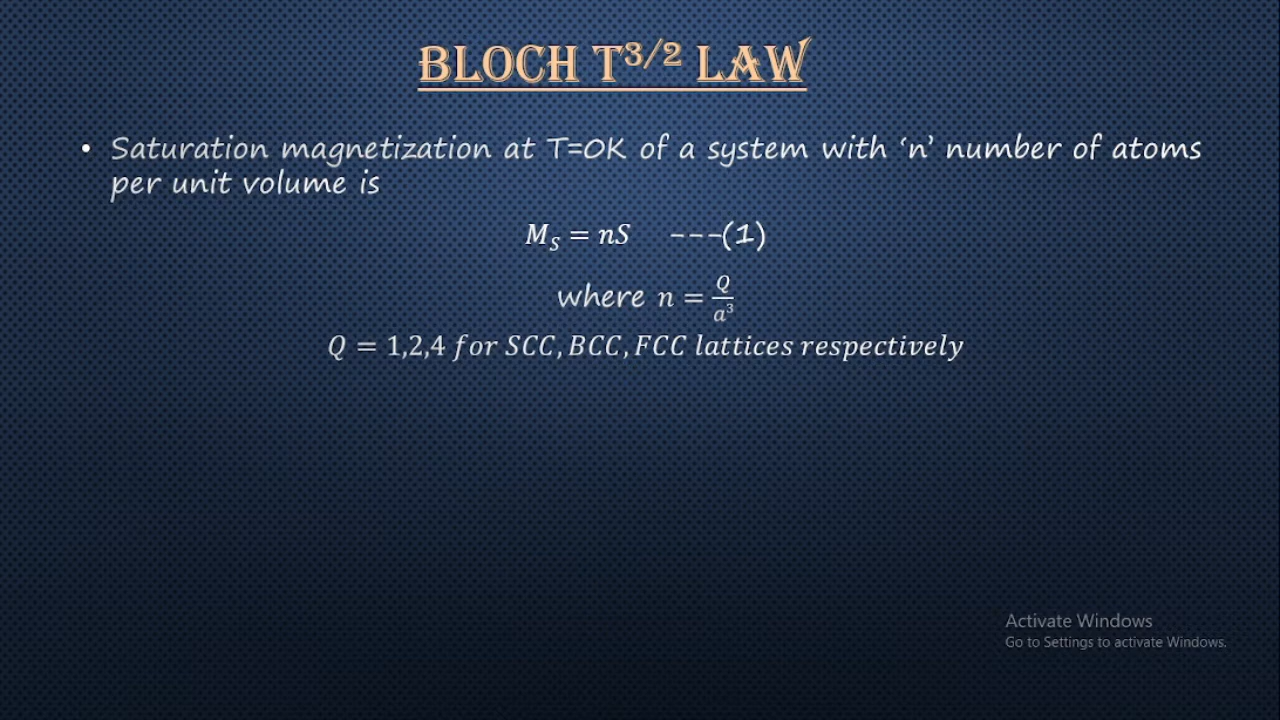 BLOCH T³/² LAW
• Saturation magnetization at T=0K of a system with ‘n’ number of atoms
per unit volume is
M_S = nS ---(1)
where n = Q/a³
Q = 1,2,4 for SCC, BCC, FCC lattices respectively
Activate Windows
Go to Settings to activate Windows.